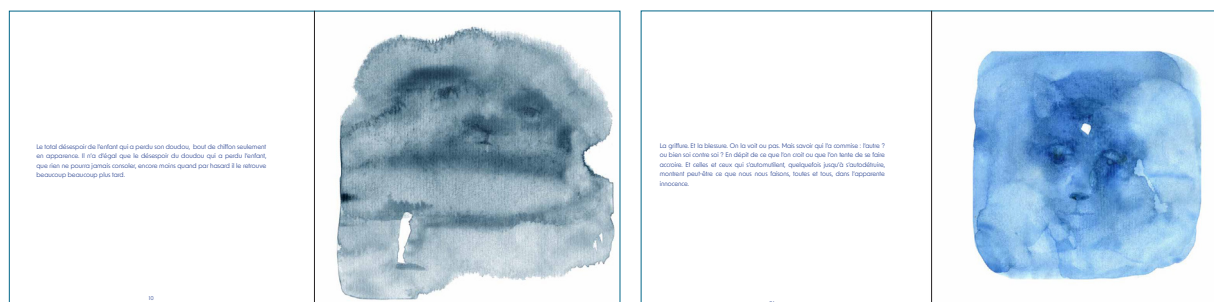 Le total désespoir de l'enfant qui a perdu son doudou, bout de chiffon seulement
en apparence. Il n'a d'égal que le désespoir du doudou qui a perdu l'enfant,
que rien ne pourra jamais consoler, encore moins quand par hasard il le retrouve
beaucoup beaucoup plus tard.
10
La griffure. Et la blessure. On la voit ou pas. Mais savoir qui l'a commise : l'autre ?
ou bien soi contre soi ? En dépit de ce que l'on croit ou que l'on tente de se faire
accroire. Et celles et ceux qui s'automutilent, quelquefois jusqu'à s'autodétruire,
montrent peut-être ce que nous nous faisons, toutes et tous, dans l'apparente
innocence.